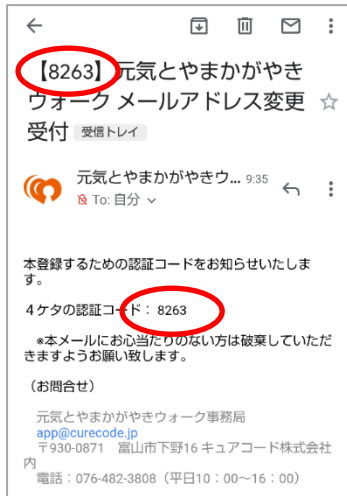 【8263】元気とやまかがやき
ウォーク メールアドレス変更
受付 受信トレイ
元気とやまかがやきウ... 9:35
To: 自分
本登録するための認証コードをお知らせいたしま
す。
4ケタの認証コード： 8263
*本メールにお心当たりのない方は破棄していただ
きますようお願い致します。
（お問合せ）
元気とやまかがやきウォーク事務局
app@curecode.jp
〒930-0871　富山市下野16 キュアコード株式会社
内
電話：076-482-3808（平日10：00〜16：00）